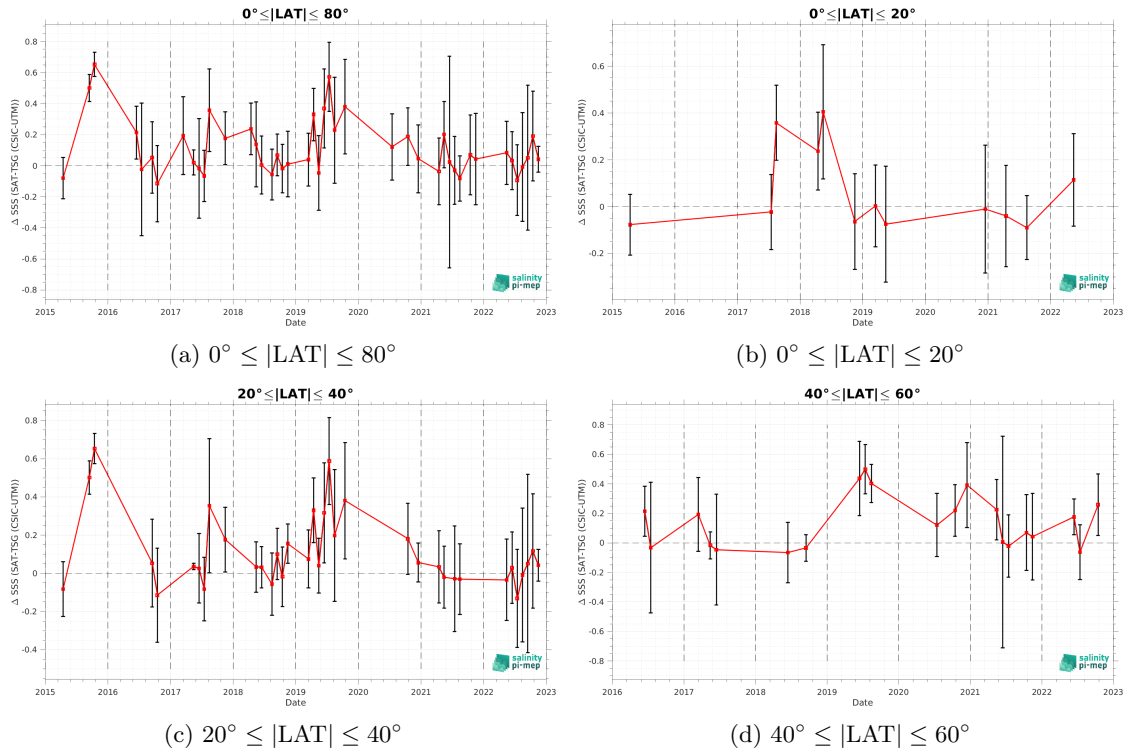 0°≤|LAT|≤ 80°
Δ SSS (SAT-TSG (CSIC-UTM))
0.8
0.6
0.4
0.2
0
-0.2
-0.4
-0.6
-0.8
2015 2016 2017 2018 2019 2020 2021 2022 2023
Date
salinity
pi-mep
(a) 0° ≤ |LAT| ≤ 80°
0°≤|LAT|≤ 20°
Δ SSS (SAT-TSG (CSIC-UTM))
0.6
0.4
0.2
0
-0.2
2015 2016 2017 2018 2019 2020 2021 2022 2023
Date
salinity
pi-mep
(b) 0° ≤ |LAT| ≤ 20°
20°≤|LAT|≤ 40°
Δ SSS (SAT-TSG (CSIC-UTM))
0.8
0.6
0.4
0.2
0
-0.2
-0.4
2015 2016 2017 2018 2019 2020 2021 2022 2023
Date
salinity
pi-mep
(c) 20° ≤ |LAT| ≤ 40°
40°≤|LAT|≤ 60°
Δ SSS (SAT-TSG (CSIC-UTM))
0.8
0.6
0.4
0.2
0
-0.2
-0.4
-0.6
-0.8
2016 2017 2018 2019 2020 2021 2022 2023
Date
salinity
pi-mep
(d) 40° ≤ |LAT| ≤ 60°